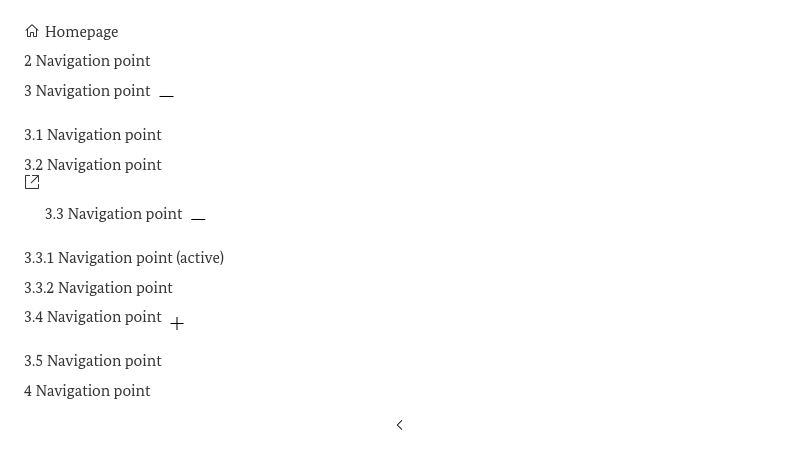 Homepage
2 Navigation point
3 Navigation point
3.1 Navigation point
3.2 Navigation point
3.3 Navigation point
3.3.1 Navigation point (active)
3.3.2 Navigation point
3.4 Navigation point
3.5 Navigation point
4 Navigation point